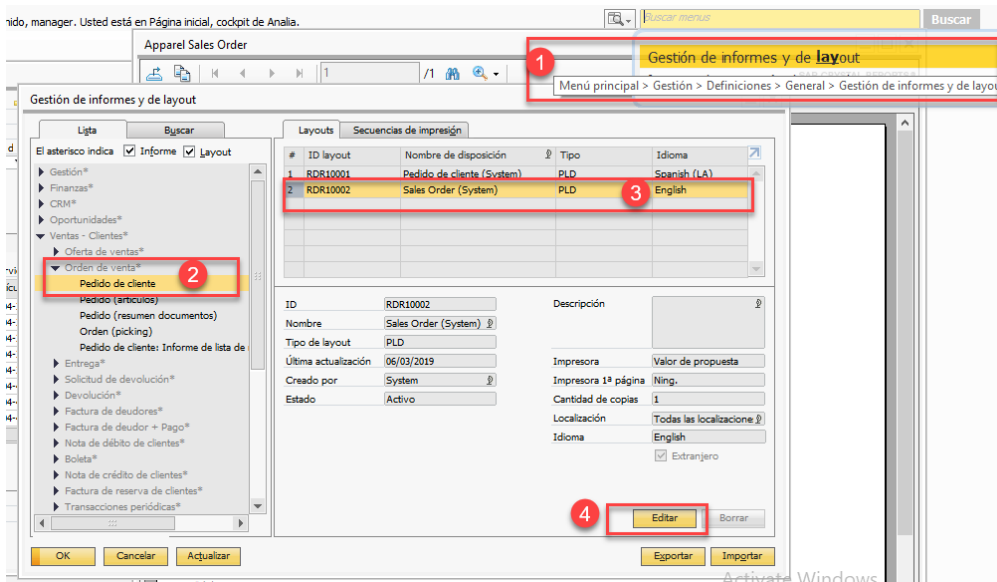 nido, manager. Usted está en Página inicial, cockpit de Analia.
Buscar menus
Buscar
Apparel Sales Order
1
/1
1
Gestión de informes y de layout
Menú principal > Gestión > Definiciones > General > Gestión de informes y de layou
Gestión de informes y de layout
Lista
Buscar
El asterisco indica
Informe
Layout
Gestión*
Finanzas*
CRM*
Oportunidades*
Ventas - Clientes*
Oferta de ventas*
Orden de venta*
2
Pedido de cliente
Pedido (artículos)
Pedido (resumen documentos)
Orden (picking)
Pedido de cliente: Informe de lista de
Entrega*
Solicitud de devolución*
Devolución*
Factura de deudores*
Factura de deudor + Pago*
Nota de débito de clientes*
Boleta*
Nota de crédito de clientes*
Factura de reserva de clientes*
Transacciones periódicas*
Layouts
Secuencias de impresión
# ID layout Nombre de disposición Tipo Idioma
1 RDR10001 Pedido de cliente (System) PLD Spanish (LA)
2 RDR10002 Sales Order (System) PLD English
3
ID RDR10002
Nombre Sales Order (System)
Tipo de layout PLD
Última actualización 06/03/2019
Creado por System
Estado Activo
Descripción
Impresora Valor de propuesta
Impresora 1ª página Ning.
Cantidad de copias 1
Localización Todas las localizacione
Idioma English
Extranjero
4
Editar
Borrar
OK
Cancelar
Actualizar
Exportar
Importar
Activate Windows